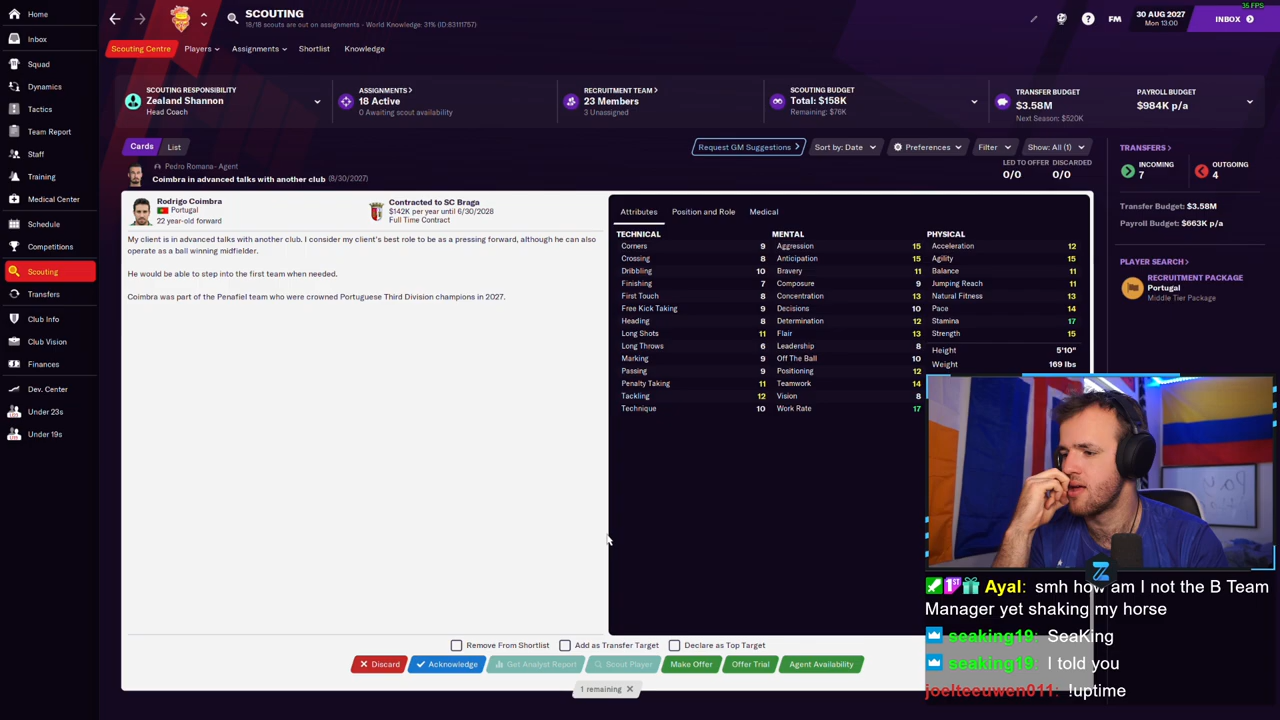 36 FPS
Home
Inbox
Squad
Dynamics
Tactics
Team Report
Staff
Training
Medical Center
Schedule
Competitions
Scouting
Transfers
Club Info
Club Vision
Finances
Dev. Center
Under 23s
Under 19s
SCOUTING
18/18 scouts are out on assignments - World Knowledge: 31% (ID:83111757)
FM
30 AUG 2027
Mon 13:00
INBOX
Scouting Centre Players Assignments Shortlist Knowledge
SCOUTING RESPONSIBILITY
Zealand Shannon
Head Coach
ASSIGNMENTS >
18 Active
0 Awaiting scout availability
RECRUITMENT TEAM >
23 Members
3 Unassigned
SCOUTING BUDGET
Total: $158K
Remaining: $76K
TRANSFER BUDGET
$3.58M
Next Season: $520K
PAYROLL BUDGET
$984K p/a
Cards List
Request GM Suggestions >
Sort by: Date
Preferences
Filter
Show: All (1)
Pedro Romana- Agent
Coimbra in advanced talks with another club (8/30/2027)
LED TO OFFER DISCARDED
0/0 0/0
Rodrigo Coimbra
Portugal
22 year-old forward
Contracted to SC Braga
$142K per year until 6/30/2028
Full Time Contract
My client is in advanced talks with another club. I consider my client's best role to be as a pressing forward, although he can also
operate as a ball winning midfielder.
He would be able to step into the first team when needed.
Coimbra was part of the Penafiel team who were crowned Portuguese Third Division champions in 2027.
Attributes Position and Role Medical
TECHNICAL MENTAL PHYSICAL
Corners 9 Aggression 15 Acceleration 12
Crossing 8 Anticipation 15 Agility 15
Dribbling 10 Bravery 11 Balance 11
Finishing 7 Composure 9 Jumping Reach 11
First Touch 8 Concentration 13 Natural Fitness 13
Free Kick Taking 9 Decisions 10 Pace 14
Heading 8 Determination 12 Stamina 17
Long Shots 11 Flair 13 Strength 15
Long Throws 6 Leadership 8 Height 5'10"
Marking 9 Off The Ball 10 Weight 169 lbs
Passing 9 Positioning 12
Penalty Taking 11 Teamwork 14
Tackling 12 Vision 8
Technique 10 Work Rate 17
Remove From Shortlist Add as Transfer Target Declare as Top Target
Discard Acknowledge Get Analyst Report Scout Player Make Offer Offer Trial Agent Availability
1 remaining
TRANSFERS >
INCOMING
7
OUTGOING
4
Transfer Budget: $3.58M
Payroll Budget: $663K p/a
PLAYER SEARCH >
RECRUITMENT PACKAGE
Portugal
Middle Tier Package
Ayal: smh how am I not the B Team
Manager yet shaking my horse
seaking19: SeaKing
seaking19: I told you
joelteeuwen011: !uptime